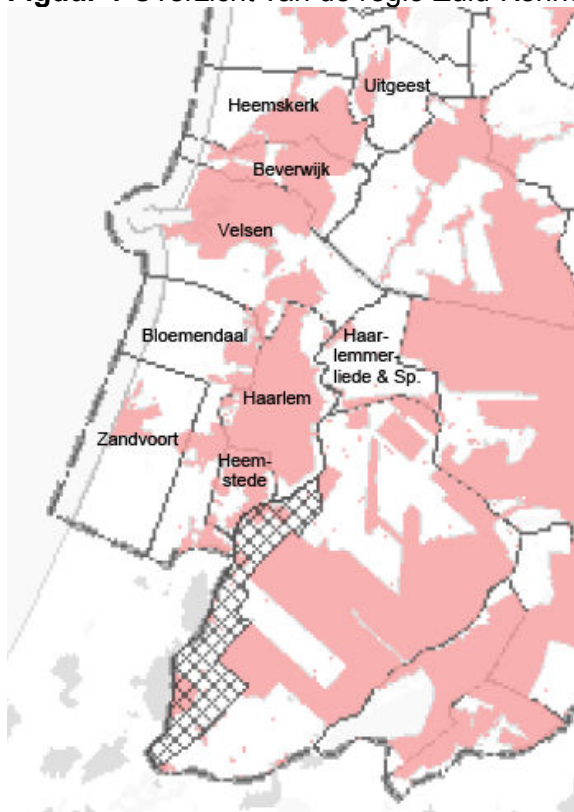 Uitgeest
Heemskerk
Beverwijk
Velsen
Bloemendaal
Haar-
lemmer-
liede & Sp.
Haarlem
Zandvoort
Heem-
stede